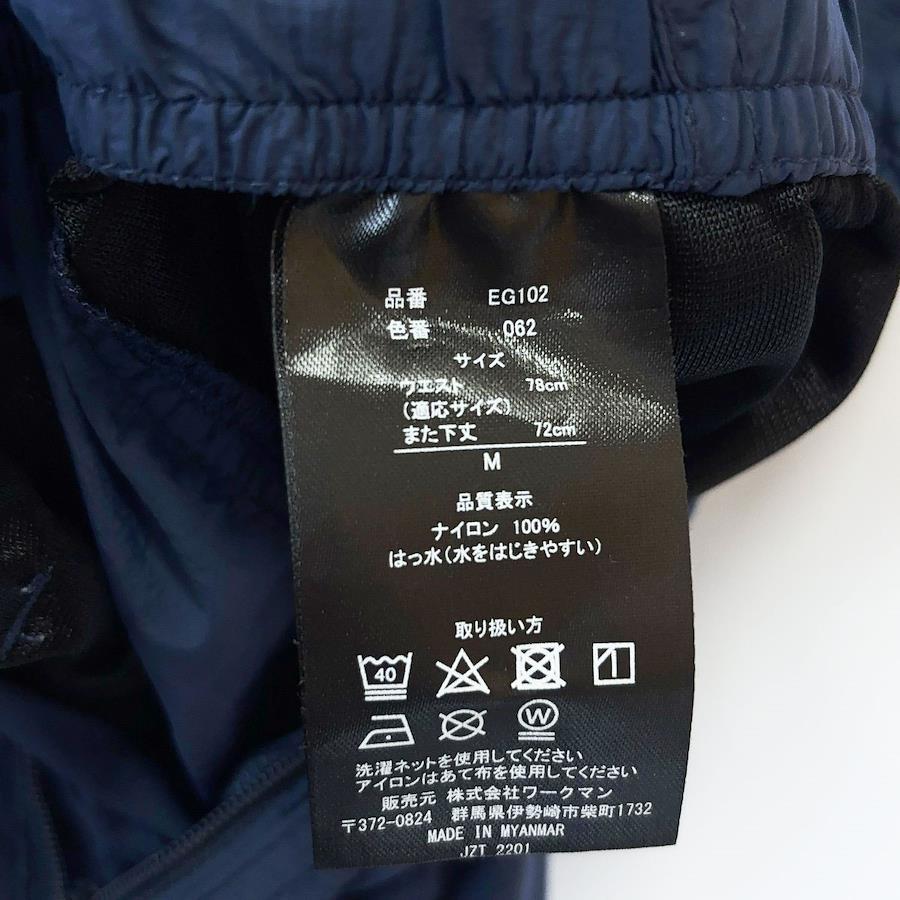 品番 EG102
色番 062
サイズ
ウエスト 78cm
(適応サイズ)
また下丈 72cm
M
品質表示
ナイロン 100%
はっ水(水をはじきやすい)
取り扱い方
40
W
洗濯ネットを使用してください
アイロンはあて布を使用してください
販売元 株式会社ワークマン
〒372-0824 群馬県伊勢崎市柴町1732
MADE IN MYANMAR
JZT 2201